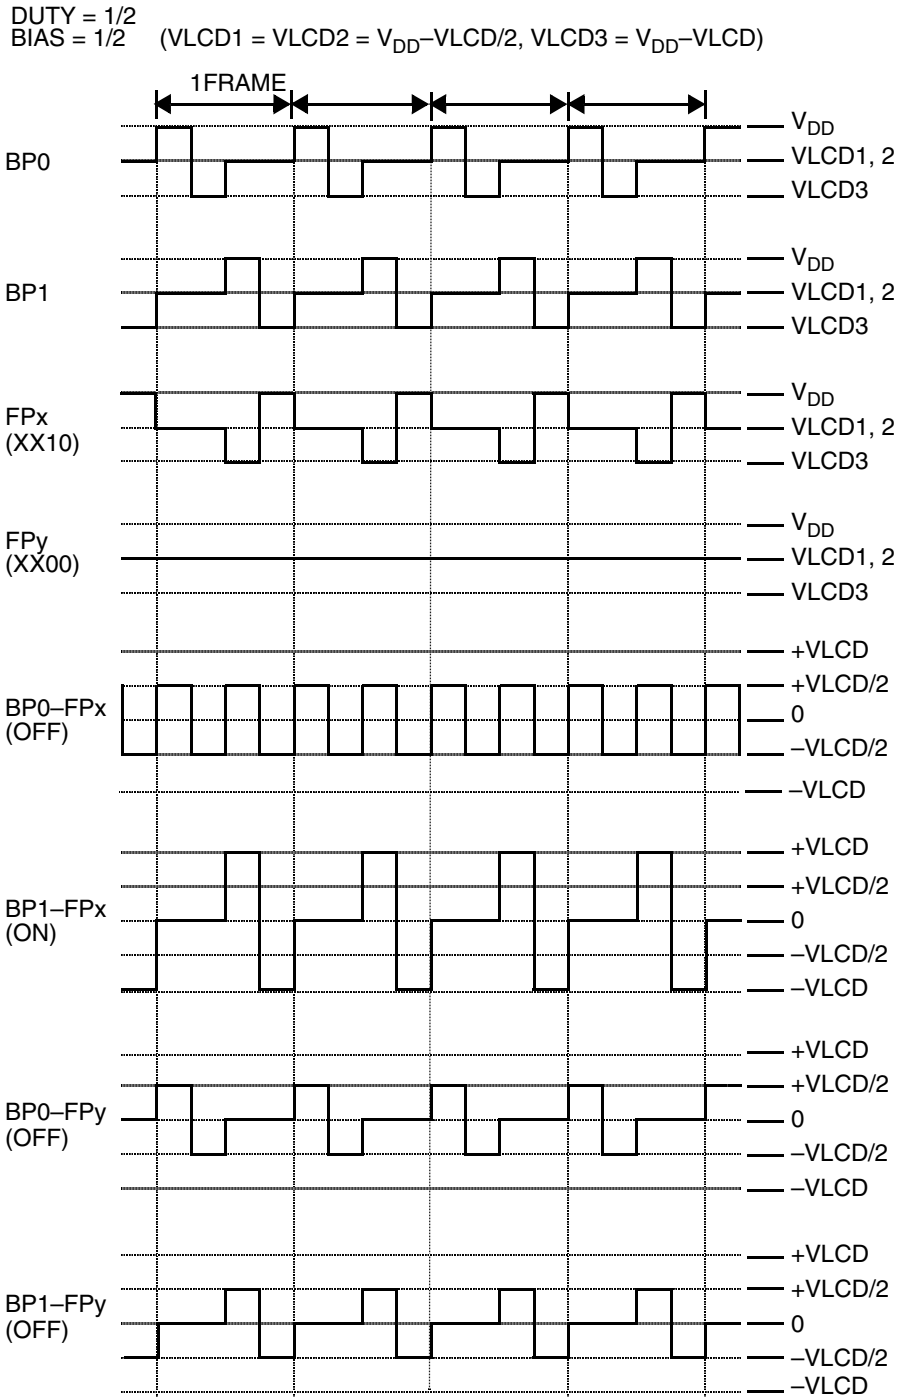 DUTY = 1/2
BIAS = 1/2 (VLCD1 = VLCD2 = VDD–VLCD/2, VLCD3 = VDD–VLCD)
1FRAME
BP0
VDD
VLCD1, 2
VLCD3
BP1
VDD
VLCD1, 2
VLCD3
FPx
(XX10)
VDD
VLCD1, 2
VLCD3
FPy
(XX00)
VDD
VLCD1, 2
VLCD3
BP0–FPx
(OFF)
+VLCD
+VLCD/2
0
–VLCD/2
–VLCD
BP1–FPx
(ON)
+VLCD
+VLCD/2
0
–VLCD/2
–VLCD
BP0–FPy
(OFF)
+VLCD
+VLCD/2
0
–VLCD/2
–VLCD
BP1–FPy
(OFF)
+VLCD
+VLCD/2
0
–VLCD/2
–VLCD